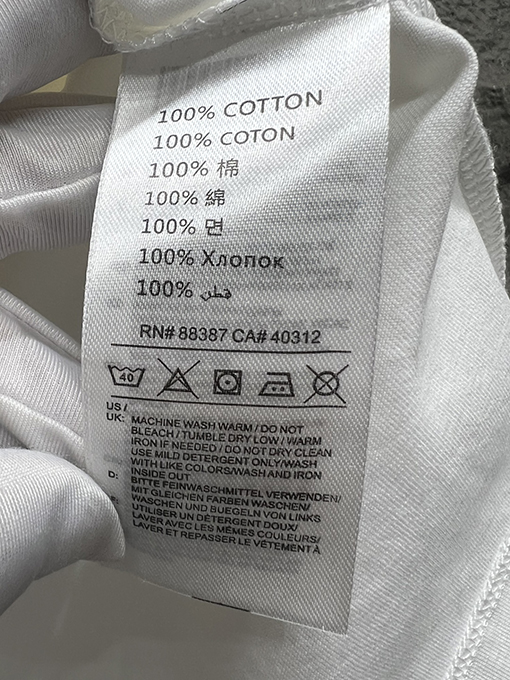 100% COTTON
100% COTON
100% 棉
100% 綿
100% 면
100% Хлопок
100% قطن
RN# 88387 CA# 40312
40
US /
UK: MACHINE WASH WARM / DO NOT
BLEACH / TUMBLE DRY LOW / WARM
IRON IF NEEDED / DO NOT DRY CLEAN
USE MILD DETERGENT ONLY/WASH
WITH LIKE COLORS/WASH AND IRON
INSIDE OUT
D: BITTE FEINWASCHMITTEL VERWENDEN/
MIT GLEICHEN FARBEN WASCHEN/
WASCHEN UND BUEGELN VON LINKS
UTILISER UN DÉTERGENT DOUX/
LAVER AVEC LES MÊMES COULEURS/
LAVER ET REPASSER LE VÊTEMENT À